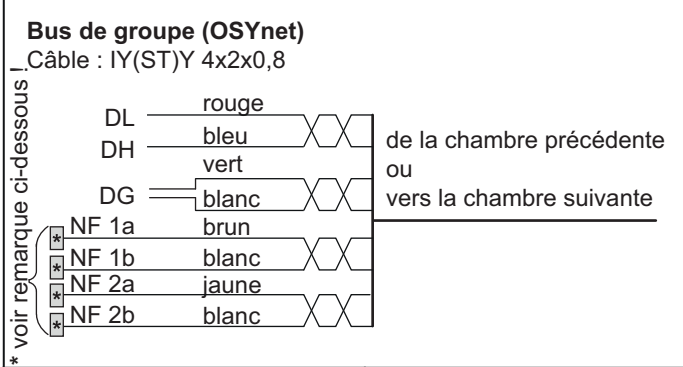 Bus de groupe (OSYnet)
Câble : IY(ST)Y 4x2x0,8
* voir remarque ci-dessous !
DL rouge
DH bleu
vert
DG blanc
* NF 1a brun
* NF 1b blanc
* NF 2a jaune
* NF 2b blanc
de la chambre précédente
ou
vers la chambre suivante